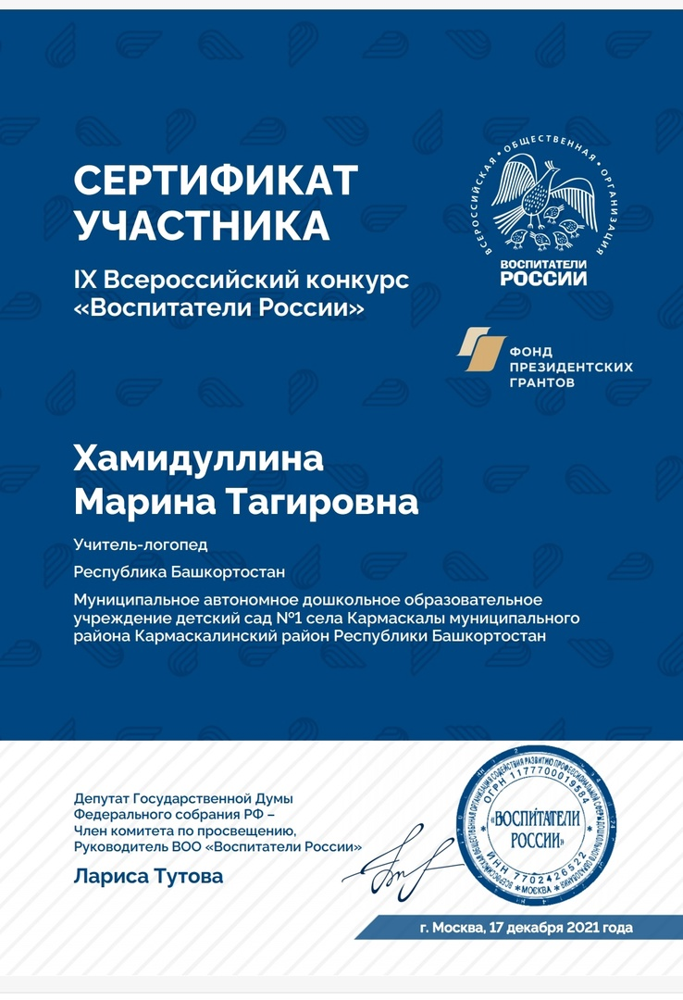 СЕРТИФИКАТ
УЧАСТНИКА
IX Всероссийский конкурс
«Воспитатели России»
ВСЕРОССИЙСКАЯ • ОБЩЕСТВЕННАЯ • ОРГАНИЗАЦИЯ
ВОСПИТАТЕЛИ
РОССИИ
ФОНД
ПРЕЗИДЕНТСКИХ
ГРАНТОВ
Хамидуллина
Марина Тагировна
Учитель-логопед
Республика Башкортостан
Муниципальное автономное дошкольное образовательное
учреждение детский сад №1 села Кармаскалы муниципального
района Кармаскалинский район Республики Башкортостан
Депутат Государственной Думы
Федерального собрания РФ –
Член комитета по просвещению,
Руководитель ВОО «Воспитатели России»
Лариса Тутова
ОГРН 1177700019584
«ВОСПИТАТЕЛИ
РОССИИ»
ИНН 7702426522
* МОСКВА *
г. Москва, 17 декабря 2021 года